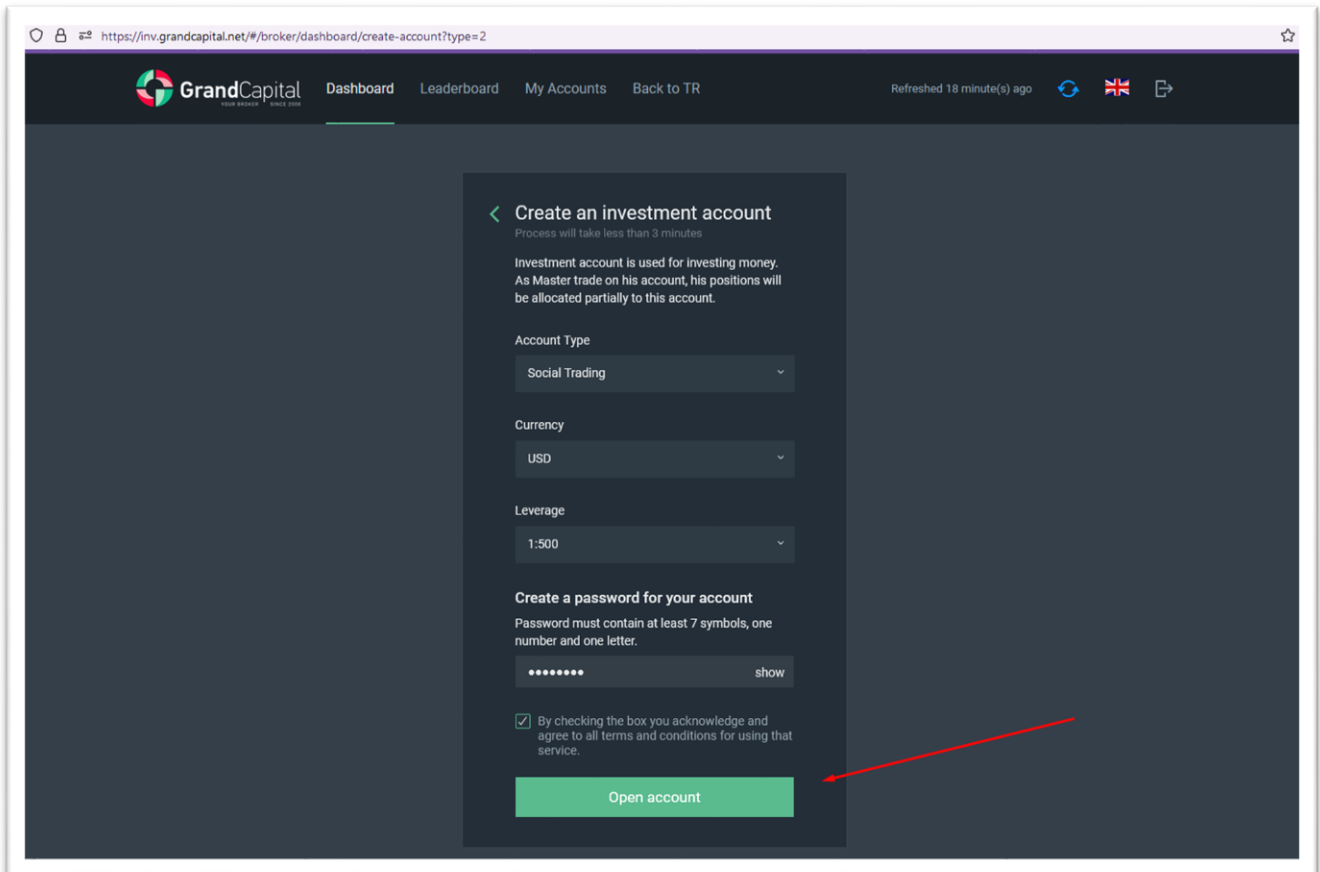 https://inv.grandcapital.net/#/broker/dashboard/create-account?type=2
GrandCapital
YOUR BROKER SINCE 2006
Dashboard
Leaderboard
My Accounts
Back to TR
Refreshed 18 minute(s) ago
Create an investment account
Process will take less than 3 minutes
Investment account is used for investing money.
As Master trade on his account, his positions will
be allocated partially to this account.
Account Type
Social Trading
Currency
USD
Leverage
1:500
Create a password for your account
Password must contain at least 7 symbols, one
number and one letter.
•••••••• show
By checking the box you acknowledge and
agree to all terms and conditions for using that
service.
Open account